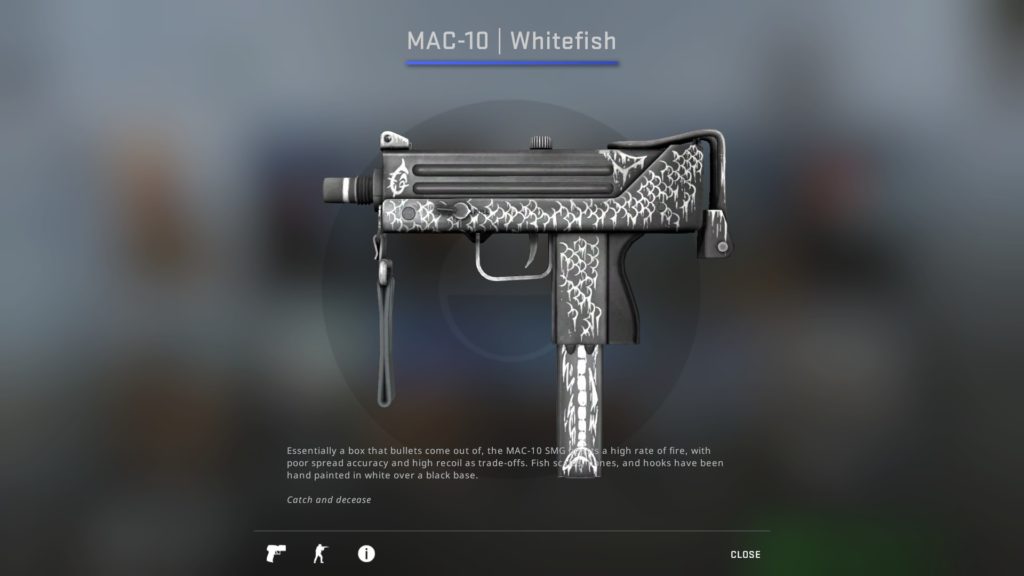 MAC-10 | Whitefish
Essentially a box that bullets come out of, the MAC-10 SMG a high rate of fire, with
poor spread accuracy and high recoil as trade-offs. Fish and hooks have been
hand painted in white over a black base.
Catch and decease
CLOSE